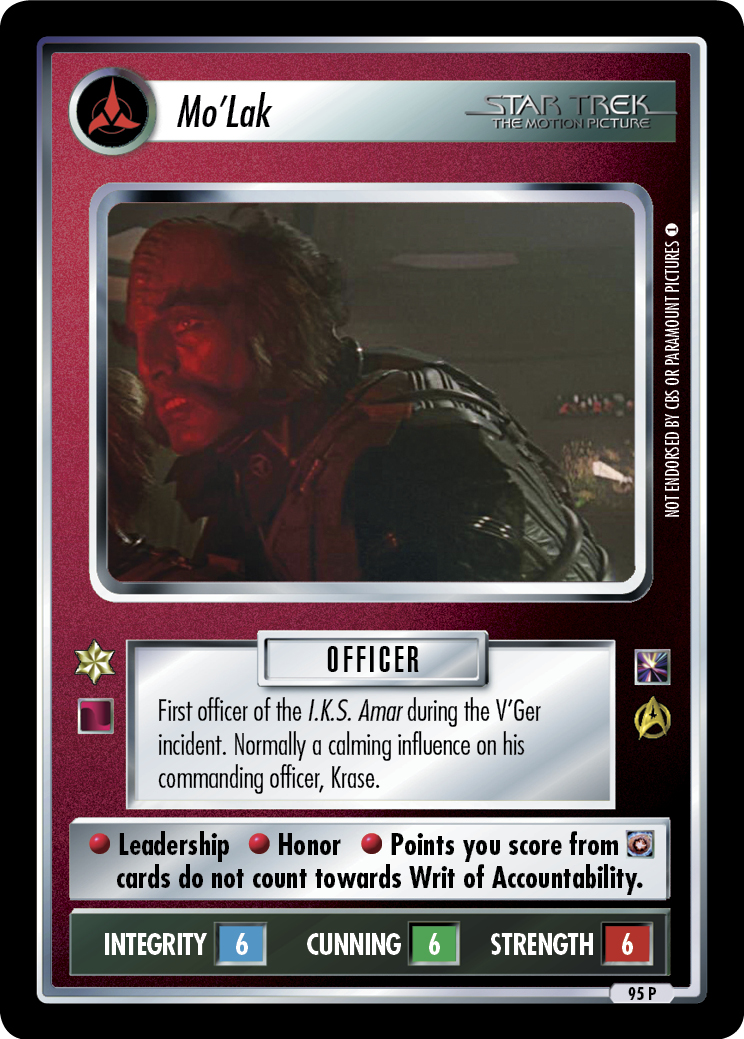 Mo'Lak
STAR TREK
THE MOTION PICTURE
NOT ENDORSED BY CBS OR PARAMOUNT PICTURES 1
OFFICER
First officer of the I.K.S. Amar during the V'Ger
incident. Normally a calming influence on his
commanding officer, Krase.
Leadership Honor Points you score from
cards do not count towards Writ of Accountability.
INTEGRITY 6 CUNNING 6 STRENGTH 6
95 P